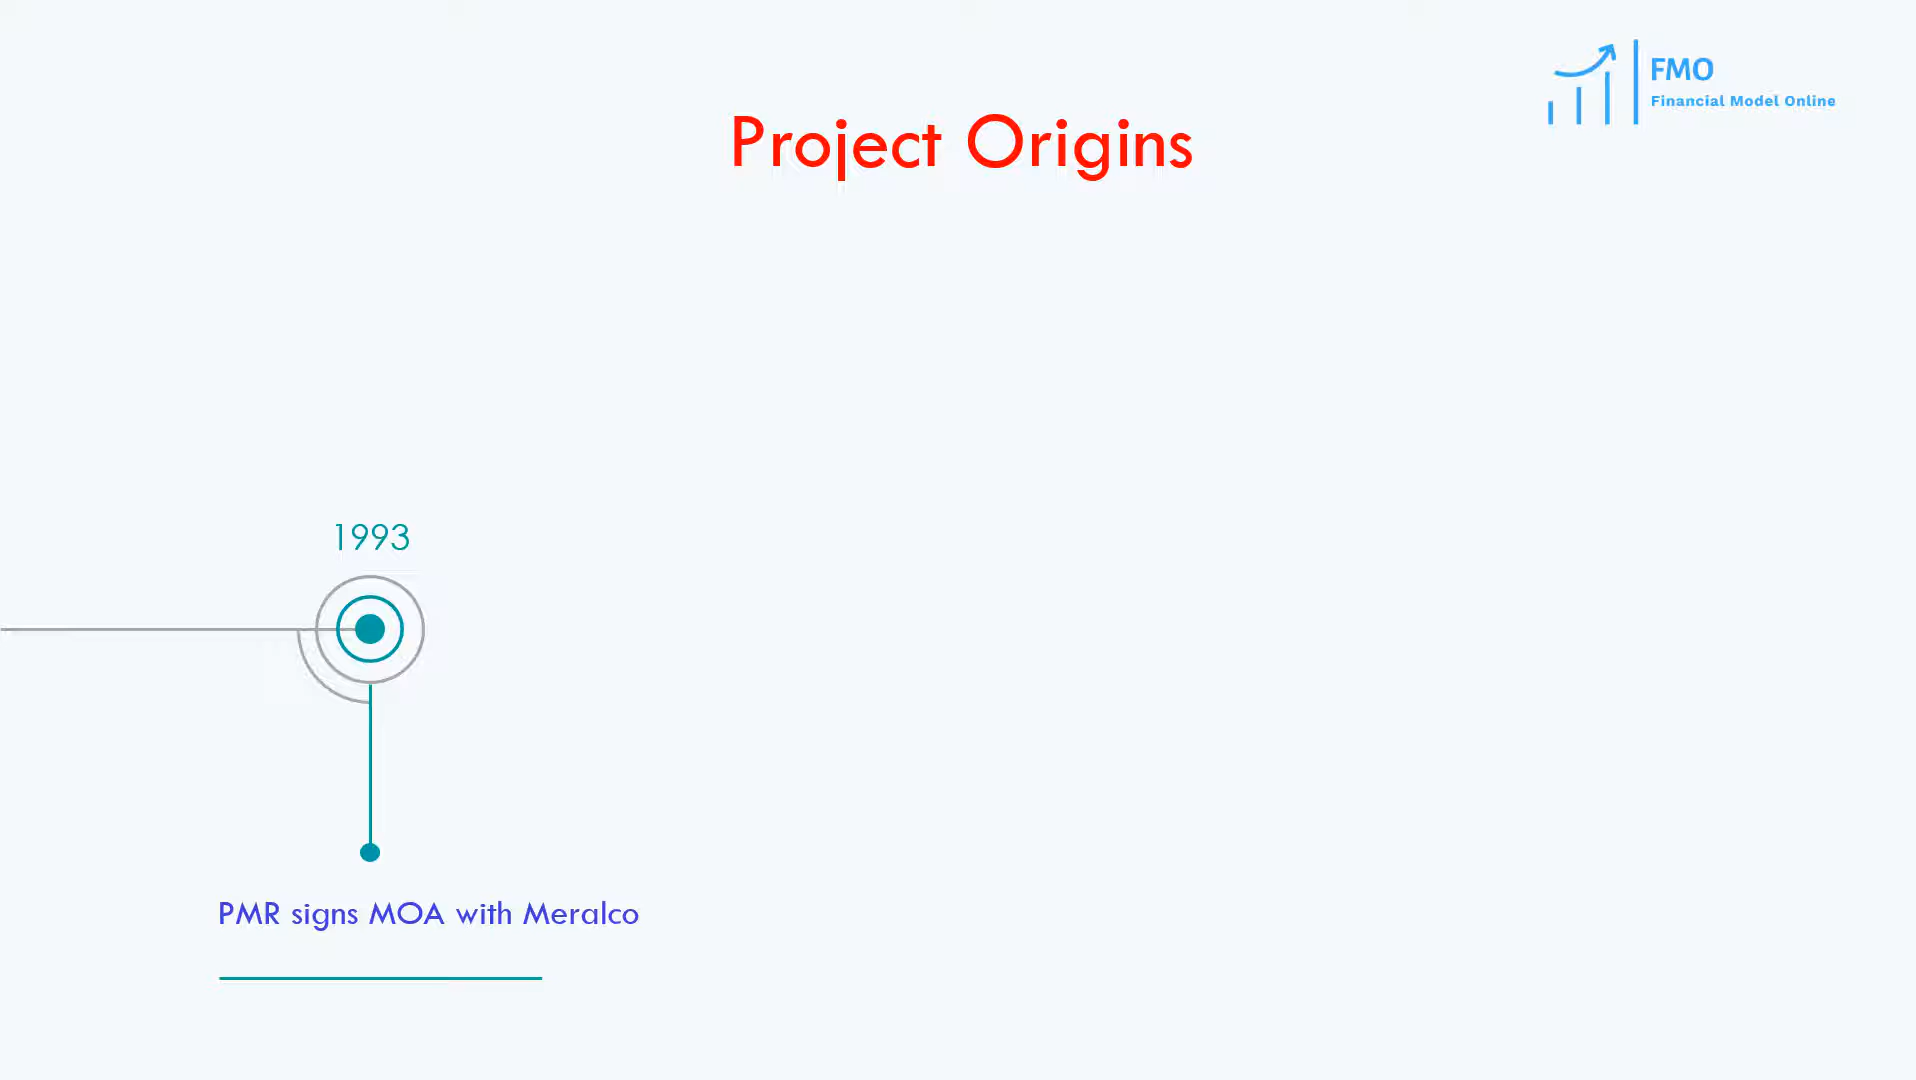 FMO
Financial Model Online
Project Origins
1993
PMR signs MOA with Meralco